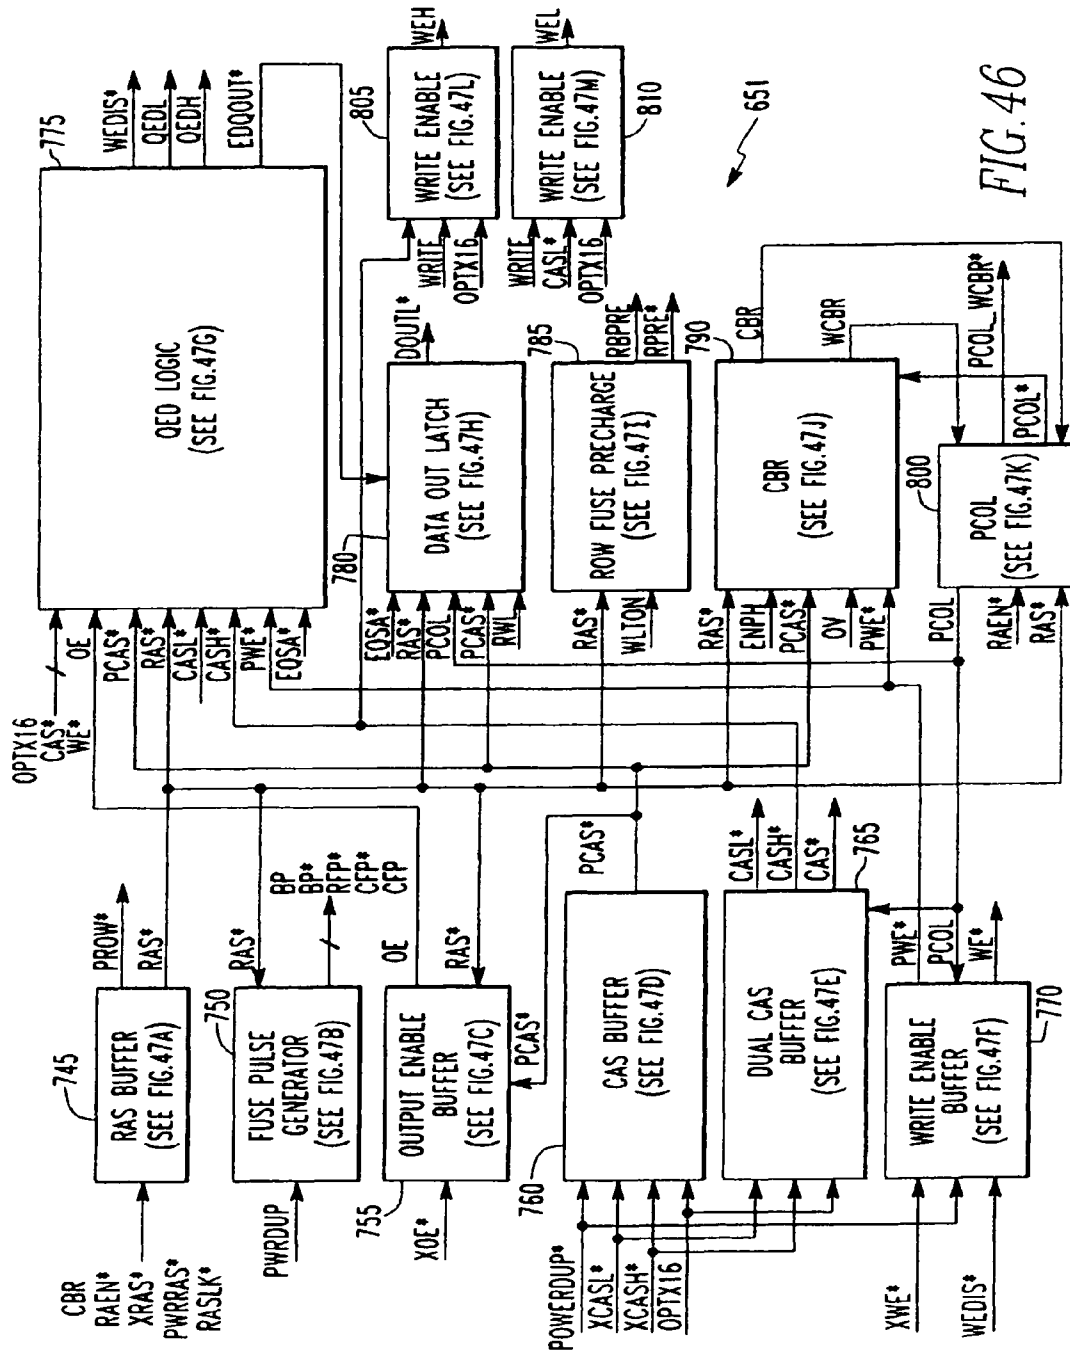 CBR
RAEN*
XRAS*
PWRRAS*
RASLK*
745
RAS BUFFER
(SEE FIG.47A)
PROW*
RAS*
PWRDUP
750
FUSE PULSE
GENERATOR
(SEE FIG.47B)
RAS*
BP
BP*
RFP*
CFP*
CFP
XOE*
755
OUTPUT ENABLE
BUFFER
(SEE FIG.47C)
OE
RAS*
PCAS*
POWERDUP*
XCASL*
XCASH*
OPTX16
760
CAS BUFFER
(SEE FIG.47D)
PCAS*
DUAL CAS
BUFFER
(SEE FIG.47E)
CASL*
CASH*
CAS*
765
XWE*
WEDIS*
WRITE ENABLE
BUFFER
(SEE FIG.47F)
PWE*
PCOL
WE*
770
OPTX16
CAS*
WE*
OE
PCAS*
RAS*
CASL*
CASH*
PWE*
EQSA*
QED LOGIC
(SEE FIG.47G)
775
WEDIS*
QEDL
QEDH
EDQOUT*
EQSA*
RAS*
PCOL
PCAS*
RWL
780
DATA OUT LATCH
(SEE FIG.47H)
DOUTL*
RAS*
WLTON
ROW FUSE PRECHARGE
(SEE FIG.47I)
785
RBPRE
RPRE*
RAS*
ENPH
PCAS*
OV
PWE*
CBR
(SEE FIG.47J)
790
CBR
WCBR
PCOL
RAEN*
RAS*
PCOL
(SEE FIG.47K)
800
PCOL_WCBR*
PCOL*
WRITE
OPTX16
WRITE ENABLE
(SEE FIG.47L)
805
WEH
WRITE
CASL*
OPTX16
WRITE ENABLE
(SEE FIG.47M)
810
WEL
651
FIG. 46